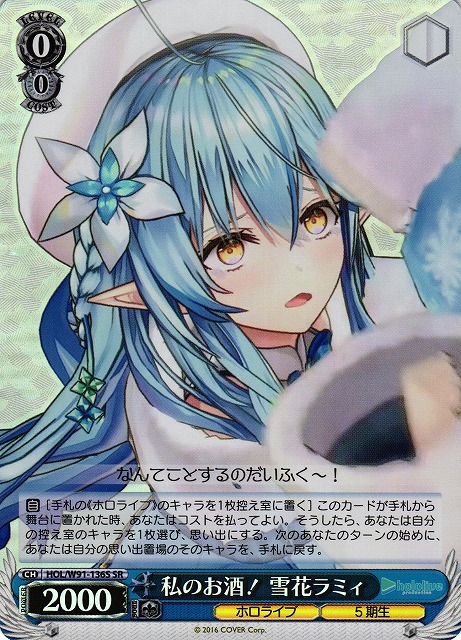 LEVEL
0
0
COST
なんてことするのだいふく～！
自 [手札の《ホロライブ》のキャラを1枚控え室に置く] このカードが手札から
舞台に置かれた時、あなたはコストを払ってよい。そうしたら、あなたは自分
の控え室のキャラを1枚選び、思い出にする。次のあなたのターンの始めに、
あなたは自分の思い出置場のそのキャラを、手札に戻す。
CH HOL/W91-136S SR
POWER
2000
私のお酒！ 雪花ラミィ
hololive
production
ホロライブ
5期生
©2016 COVER Corp.